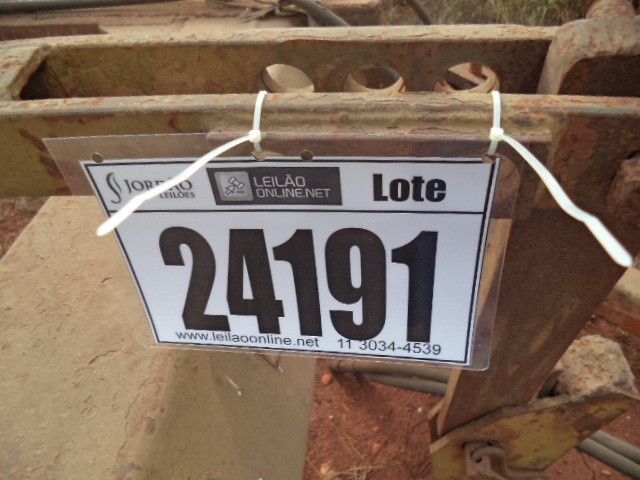 JORDÃO LEILÕES
LEILÃO ONLINE.NET
Lote
24191
www.leilaoonline.net 11 3034-4539